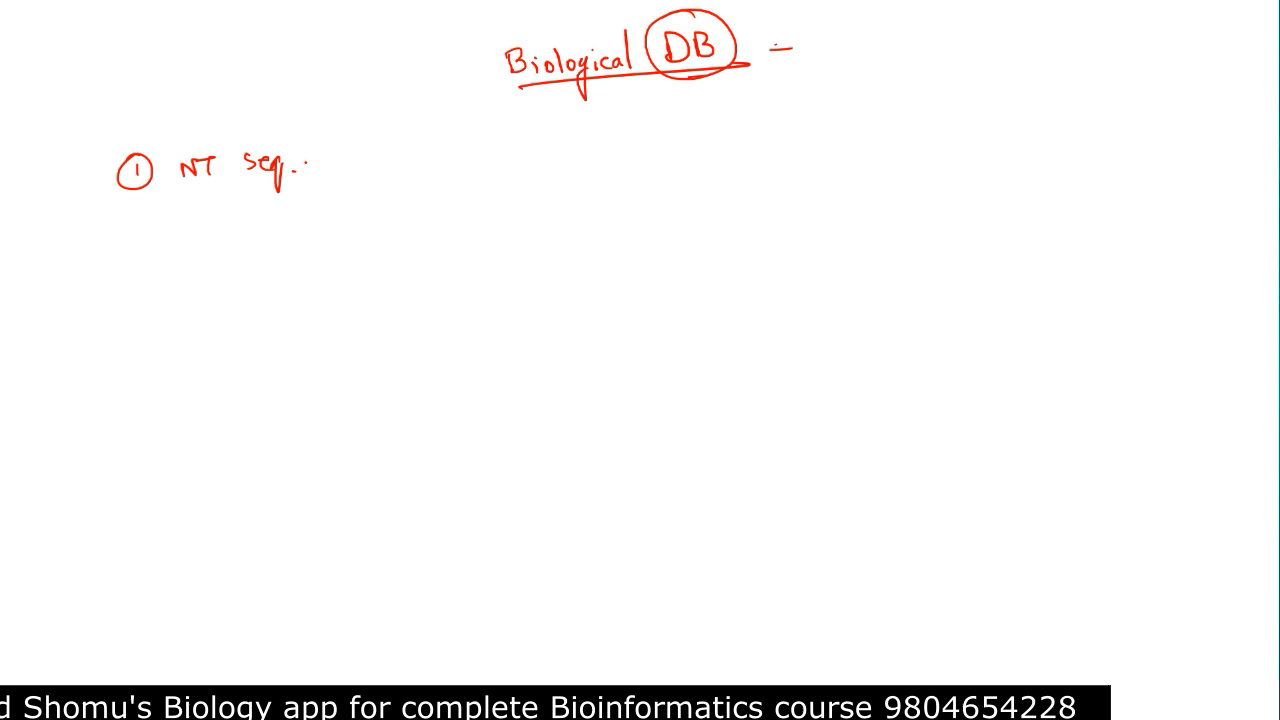 Biological DB -
1 NT seq.
d Shomu's Biology app for complete Bioinformatics course 9804654228